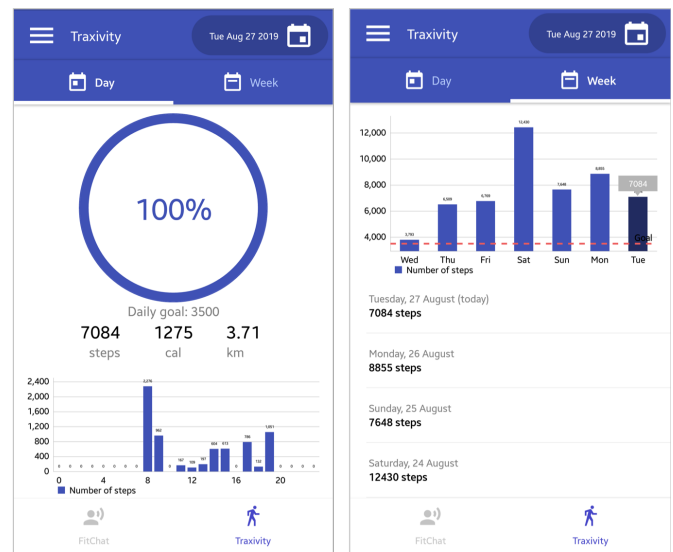 Traxivity
Tue Aug 27 2019
Day
Week
100%
Daily goal: 3500
7084 1275 3.71
steps cal km
2,400
2,000
1,600
1,200
800
400
0
2,276
0 4 8 12 16 20
Number of steps
FitChat
Traxivity
Traxivity
Tue Aug 27 2019
Day
Week
12,000
10,000
8,000
6,000
4,000
12,430
8,855
7,648
7084
Goal
Wed Thu Fri Sat Sun Mon Tue
Number of steps
Tuesday, 27 August (today)
7084 steps
Monday, 26 August
8855 steps
Sunday, 25 August
7648 steps
Saturday, 24 August
12430 steps
FitChat
Traxivity